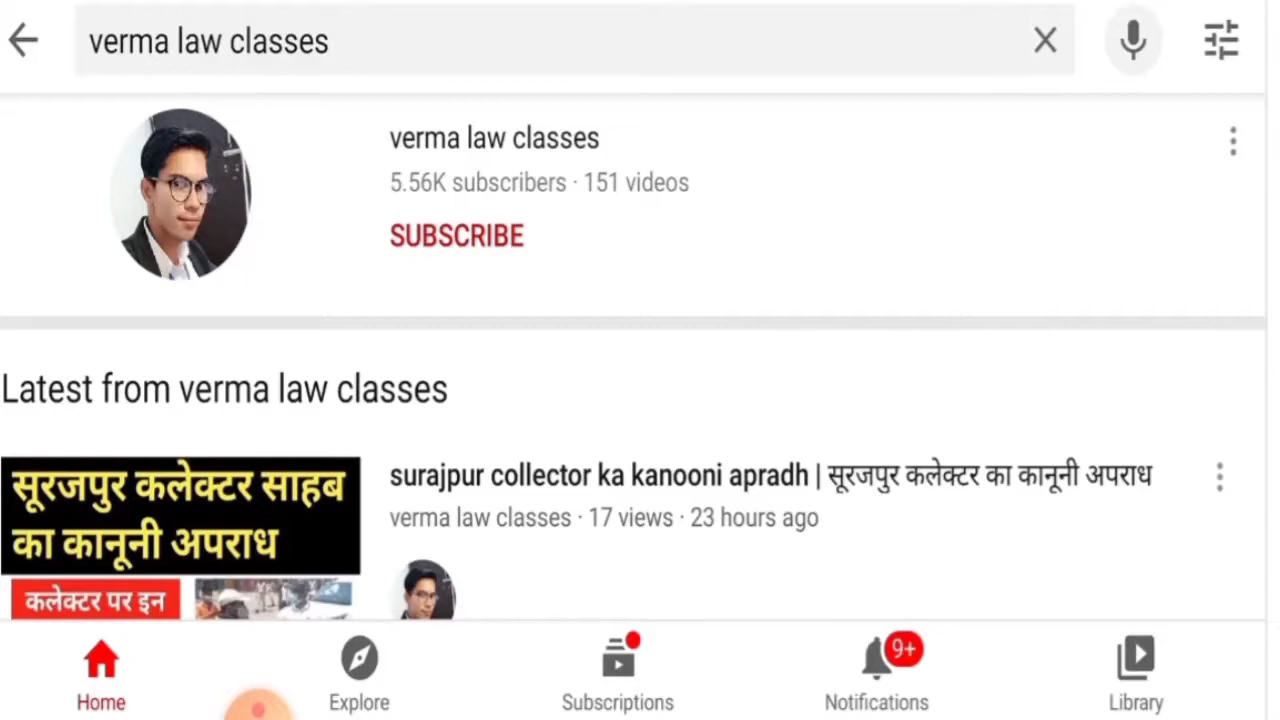 verma law classes
verma law classes
5.56K subscribers · 151 videos
SUBSCRIBE
Latest from verma law classes
सूरजपुर कलेक्टर साहब
का कानूनी अपराध
कलेक्टर पर इन
surajpur collector ka kanooni apradh | सूरजपुर कलेक्टर का कानूनी अपराध
verma law classes · 17 views · 23 hours ago
Home
Explore
Subscriptions
9+
Notifications
Library